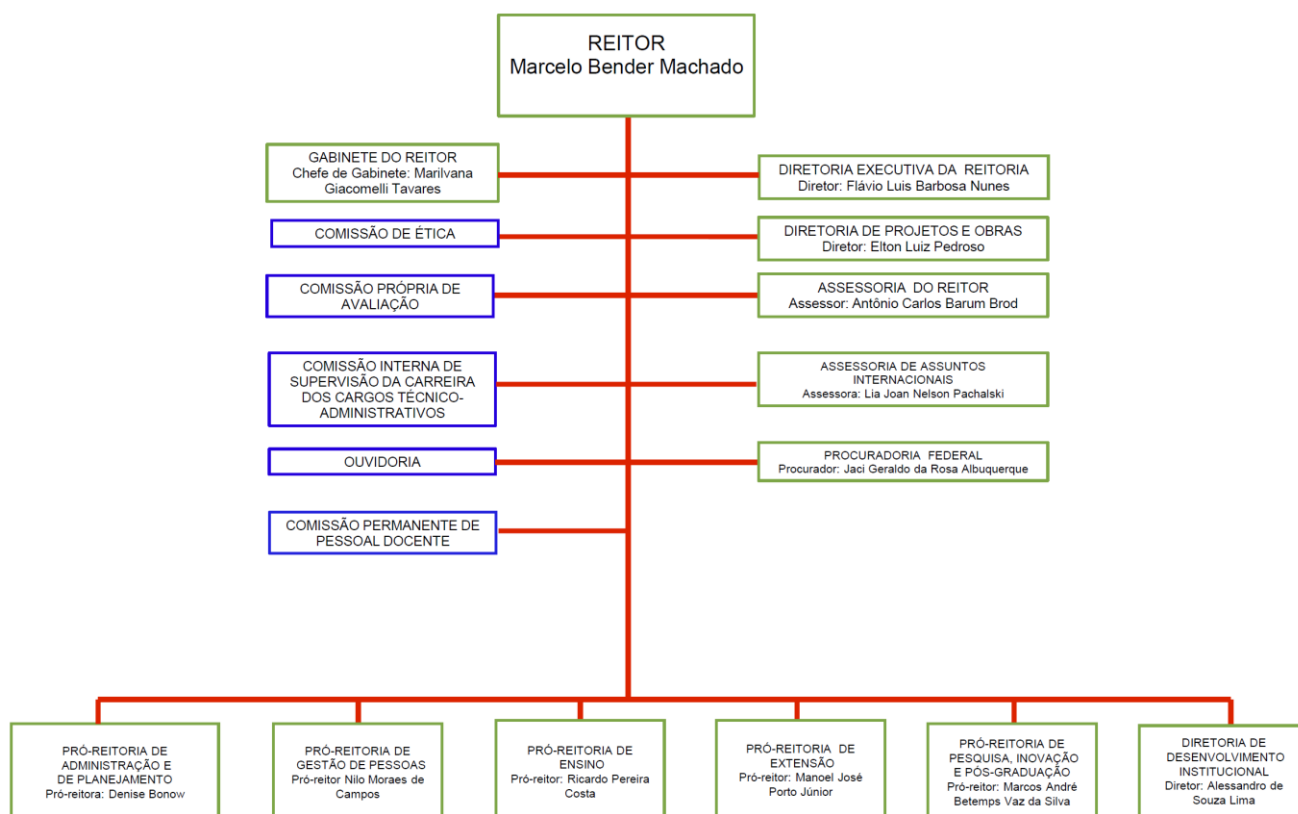 REITOR
Marcelo Bender Machado
GABINETE DO REITOR
Chefe de Gabinete: Marilvana
Giacomelli Tavares
DIRETORIA EXECUTIVA DA REITORIA
Diretor: Flávio Luis Barbosa Nunes
COMISSÃO DE ÉTICA
DIRETORIA DE PROJETOS E OBRAS
Diretor: Elton Luiz Pedroso
COMISSÃO PRÓPRIA DE
AVALIAÇÃO
ASSESSORIA DO REITOR
Assessor: Antônio Carlos Barum Brod
COMISSÃO INTERNA DE
SUPERVISÃO DA CARREIRA
DOS CARGOS TÉCNICO-
ADMINISTRATIVOS
ASSESSORIA DE ASSUNTOS
INTERNACIONAIS
Assessora: Lia Joan Nelson Pachalski
OUVIDORIA
PROCURADORIA FEDERAL
Procurador: Jaci Geraldo da Rosa Albuquerque
COMISSÃO PERMANENTE DE
PESSOAL DOCENTE
PRÓ-REITORIA DE
ADMINISTRAÇÃO E
DE PLANEJAMENTO
Pró-reitora: Denise Bonow
PRÓ-REITORIA DE
GESTÃO DE PESSOAS
Pró-reitor Nilo Moraes de
Campos
PRÓ-REITORIA DE
ENSINO
Pró-reitor: Ricardo Pereira
Costa
PRÓ-REITORIA DE
EXTENSÃO
Pró-reitor: Manoel José
Porto Júnior
PRÓ-REITORIA DE
PESQUISA, INOVAÇÃO
E PÓS-GRADUAÇÃO
Pró-reitor: Marcos André
Betemps Vaz da Silva
DIRETORIA DE
DESENVOLVIMENTO
INSTITUCIONAL
Diretor: Alessandro de
Souza Lima